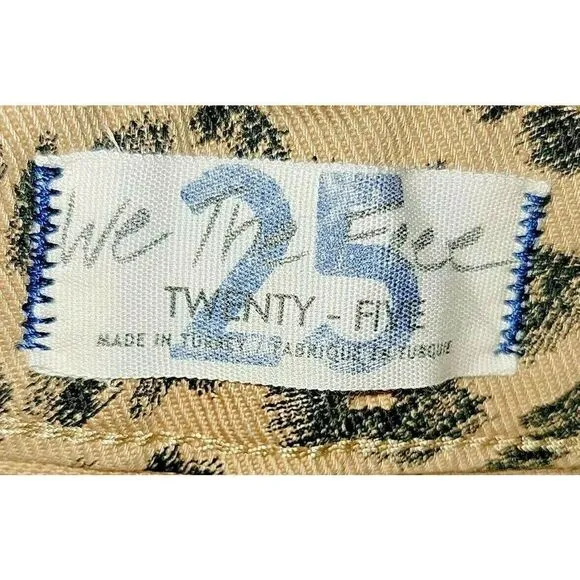 We The Free
25
TWENTY - FIVE
MADE IN TURKEY / FABRIQUE EN TURQUIE